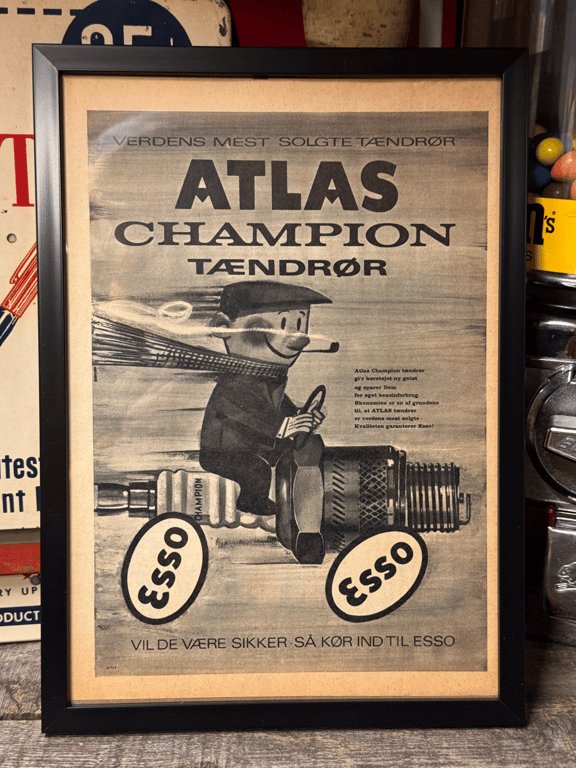 VERDENS MEST SOLGTE TÆNDRØR
ATLAS
CHAMPION
TÆNDRØR
Atlas Champion tændrør
gi'r køretøjet ny gnist
og sparer Dem
for øget benzinforbrug.
Økonomien er en af grundene
til, at ATLAS tændrør
er verdens mest solgte -
Kvaliteten garanterer Esso!
CHAMPION
ESSO
ESSO
VIL DE VÆRE SIKKER · SÅ KØR IND TIL ESSO
RY UP
'S